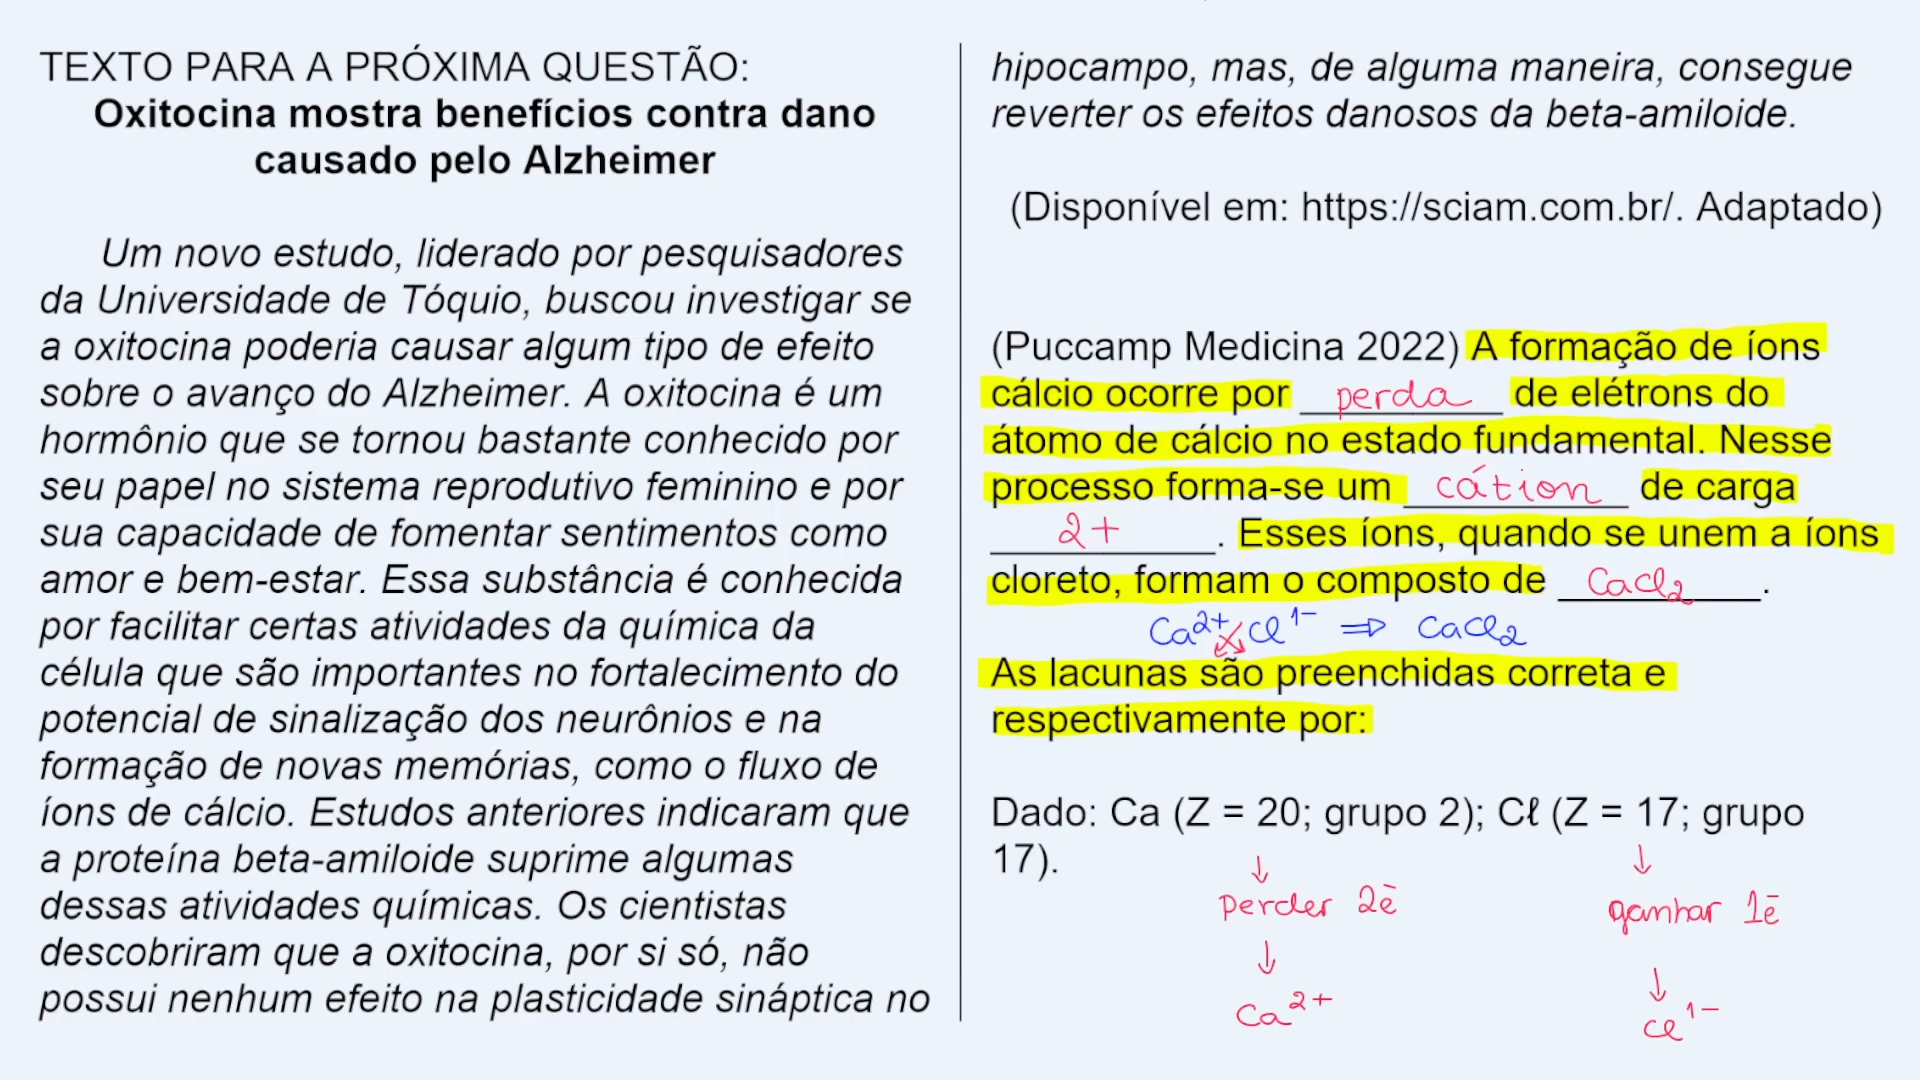 TEXTO PARA A PRÓXIMA QUESTÃO:
Oxitocina mostra benefícios contra dano
causado pelo Alzheimer
Um novo estudo, liderado por pesquisadores
da Universidade de Tóquio, buscou investigar se
a oxitocina poderia causar algum tipo de efeito
sobre o avanço do Alzheimer. A oxitocina é um
hormônio que se tornou bastante conhecido por
seu papel no sistema reprodutivo feminino e por
sua capacidade de fomentar sentimentos como
amor e bem-estar. Essa substância é conhecida
por facilitar certas atividades da química da
célula que são importantes no fortalecimento do
potencial de sinalização dos neurônios e na
formação de novas memórias, como o fluxo de
íons de cálcio. Estudos anteriores indicaram que
a proteína beta-amiloide suprime algumas
dessas atividades químicas. Os cientistas
descobriram que a oxitocina, por si só, não
possui nenhum efeito na plasticidade sináptica no
hipocampo, mas, de alguma maneira, consegue
reverter os efeitos danosos da beta-amiloide.
(Disponível em: https://sciam.com.br/. Adaptado)
(Puccamp Medicina 2022) A formação de íons
cálcio ocorre por perda de elétrons do
átomo de cálcio no estado fundamental. Nesse
processo forma-se um cátion de carga
2+. Esses íons, quando se unem a íons
cloreto, formam o composto de CaCl2.
Ca2+ Cl1- ⇒ CaCl2
As lacunas são preenchidas correta e
respectivamente por:
Dado: Ca (Z = 20; grupo 2); Cℓ (Z = 17; grupo
17).
↓ ↓
perder 2ē ganhar 1ē
↓ ↓
Ca2+ Cl1-